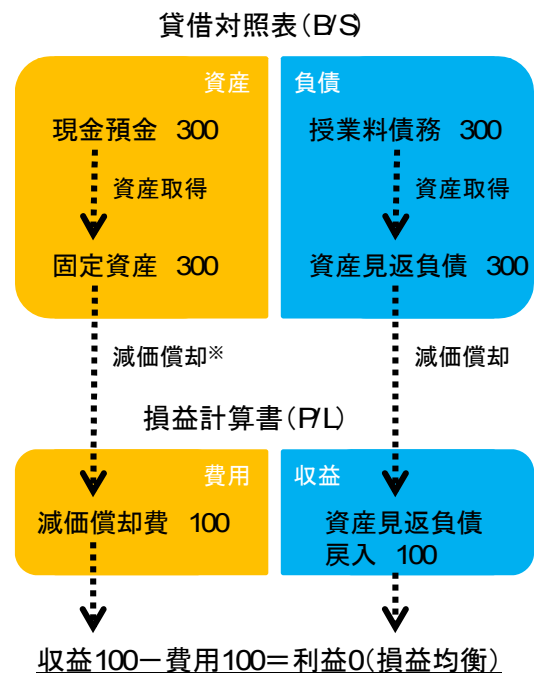 貸借対照表(B/S)
資産 負債
現金預金 300 授業料債務 300
資産取得 資産取得
固定資産 300 資産見返負債 300
減価償却※ 減価償却
損益計算書(P/L)
費用 収益
減価償却費 100 資産見返負債
戻入 100
収益100-費用100=利益0(損益均衡)